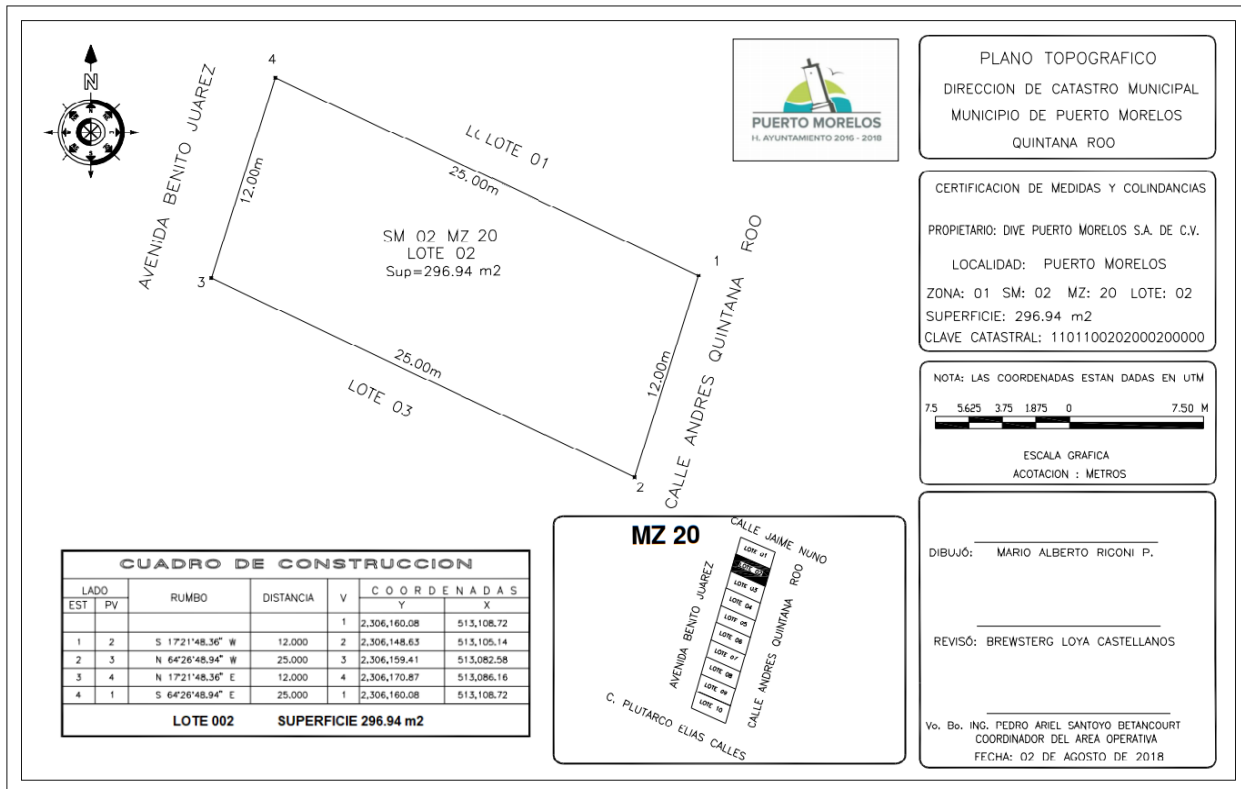 N
AVENIDA BENITO JUAREZ
4
LOTE 01
25.00m
12.00m
SM 02 MZ 20
LOTE 02
Sup=296.94 m2
1
3
25.00m
LOTE 03
12.00m
2
CALLE ANDRES QUINTANA ROO
PUERTO MORELOS
H. AYUNTAMIENTO 2016 - 2018
PLANO TOPOGRAFICO
DIRECCION DE CATASTRO MUNICIPAL
MUNICIPIO DE PUERTO MORELOS
QUINTANA ROO
CERTIFICACION DE MEDIDAS Y COLINDANCIAS
PROPIETARIO: DIVE PUERTO MORELOS S.A. DE C.V.
LOCALIDAD: PUERTO MORELOS
ZONA: 01 SM: 02 MZ: 20 LOTE: 02
SUPERFICIE: 296.94 m2
CLAVE CATASTRAL: 1101100202000200000
NOTA: LAS COORDENADAS ESTAN DADAS EN UTM
7.5 5.625 3.75 1.875 0 7.50 M
ESCALA GRAFICA
ACOTACION : METROS
DIBUJÓ: MARIO ALBERTO RIGONI P.
REVISÓ: BREWSTERG LOYA CASTELLANOS
Vo. Bo. ING. PEDRO ARIEL SANTOYO BETANCOURT
COORDINADOR DEL AREA OPERATIVA
FECHA: 02 DE AGOSTO DE 2018
CUADRO DE CONSTRUCCION
LADO RUMBO DISTANCIA V COORDENADAS
EST PV Y X
1 2,306,160.08 513,108.72
1 2 S 17°21'48.36" W 12.000 2 2,306,148.63 513,105.14
2 3 N 64°26'48.94" W 25.000 3 2,306,159.41 513,082.58
3 4 N 17°21'48.36" E 12.000 4 2,306,170.87 513,086.16
4 1 S 64°26'48.94" E 25.000 1 2,306,160.08 513,108.72
LOTE 002 SUPERFICIE 296.94 m2
MZ 20
CALLE JAIME NUNO
AVENIDA BENITO JUAREZ
LOTE 01
LOTE 02
LOTE 03
LOTE 04
LOTE 05
LOTE 06
LOTE 07
LOTE 08
LOTE 09
LOTE 10
CALLE ANDRES QUINTANA ROO
C. PLUTARCO ELIAS CALLES